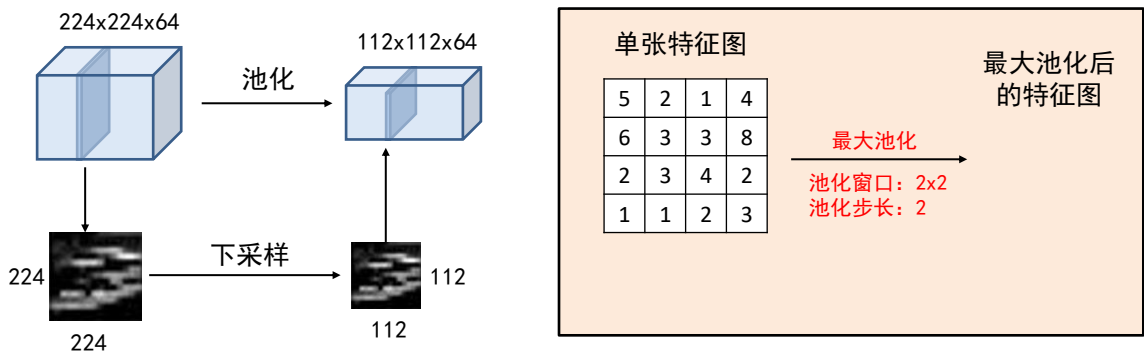 224x224x64
112x112x64
池化
224
下采样
112
224
112
单张特征图
最大池化后
的特征图
5 2 1 4
6 3 3 8
2 3 4 2
1 1 2 3
最大池化
池化窗口：2x2
池化步长：2